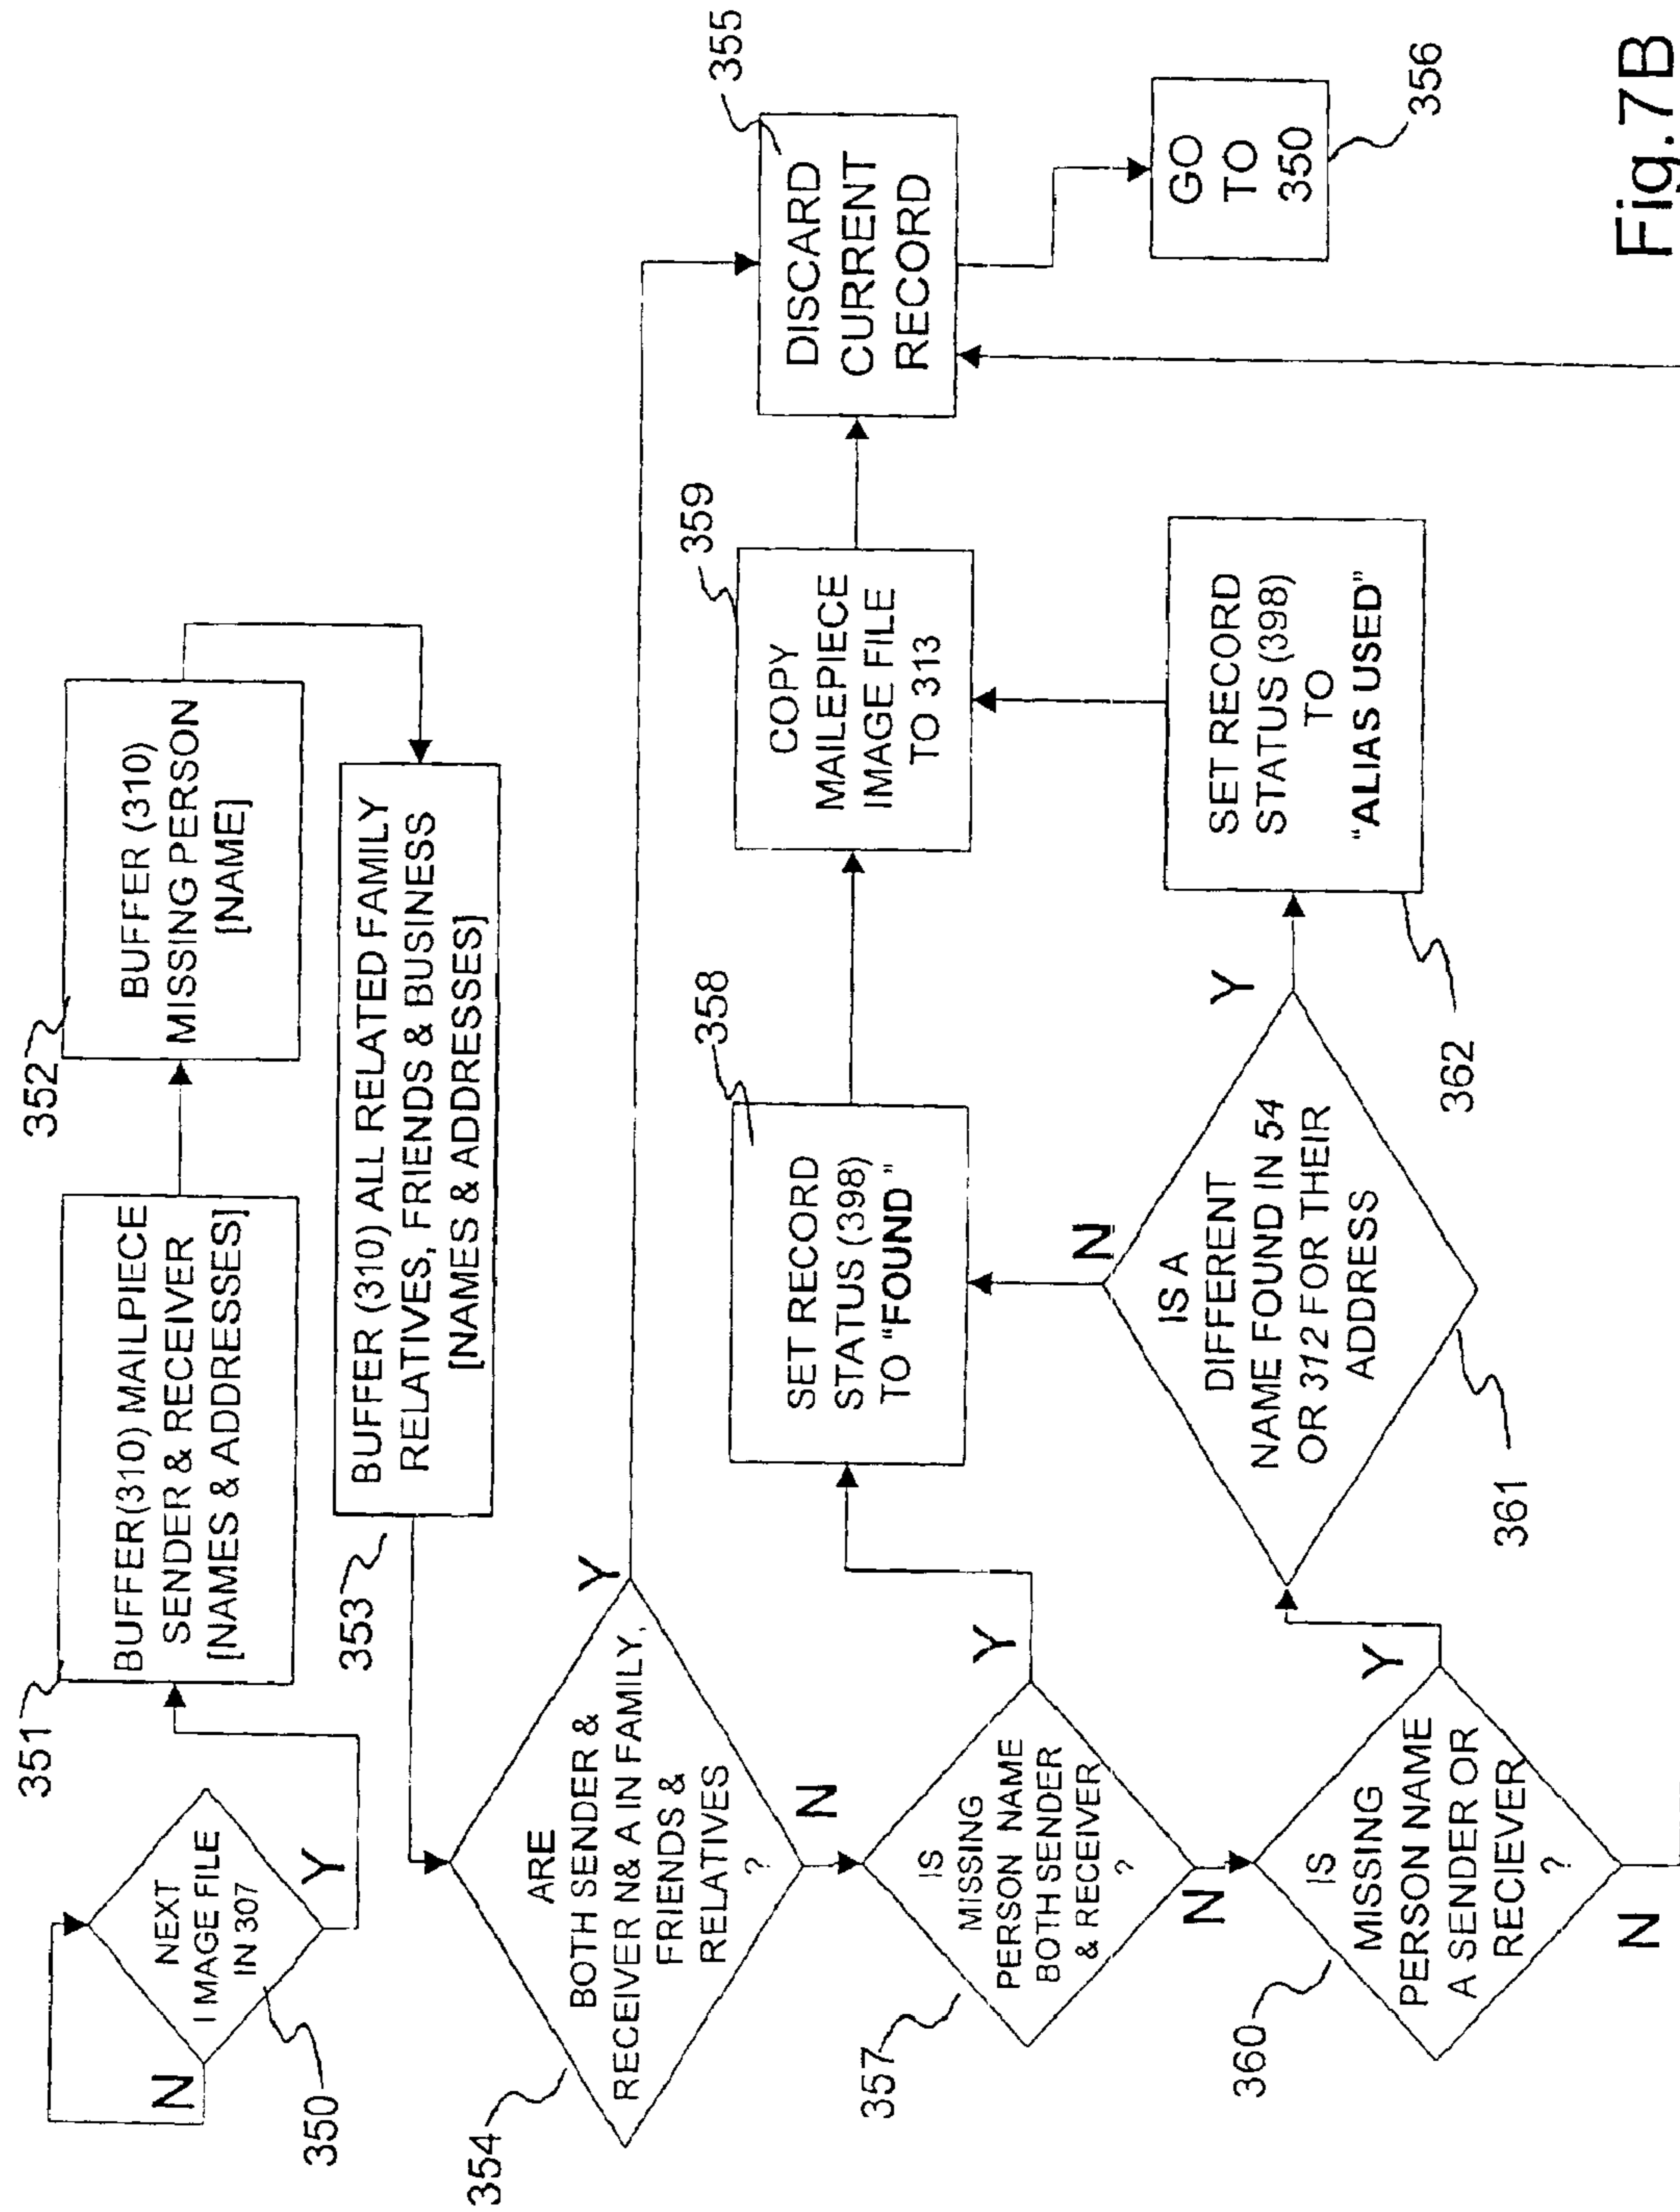 NEXT
I MAGE FILE
IN 307
N
Y
350
351
BUFFER(310) MAILPIECE
SENDER & RECEIVER
[NAMES & ADDRESSES]
352
BUFFER (310)
MISSING PERSON
[NAME]
353
BUFFER (310) ALL RELATED FAMILY
RELATIVES, FRIENDS & BUSINESS
[NAMES & ADDRESSES]
354
ARE
BOTH SENDER &
RECEIVER N& A IN FAMILY,
FRIENDS &
RELATIVES
?
Y
N
355
DISCARD
CURRENT
RECORD
GO
TO
350
356
357
IS
MISSING
PERSON NAME
BOTH SENDER
& RECEIVER
?
Y
N
358
SET RECORD
STATUS (398)
TO "FOUND"
359
COPY
MAILPIECE
IMAGE FILE
TO 313
360
IS
MISSING
PERSON NAME
A SENDER OR
RECIEVER
?
Y
N
361
IS A
DIFFERENT
NAME FOUND IN 54
OR 312 FOR THEIR
ADDRESS
N
Y
362
SET RECORD
STATUS (398)
TO
"ALIAS USED"
Fig.7B